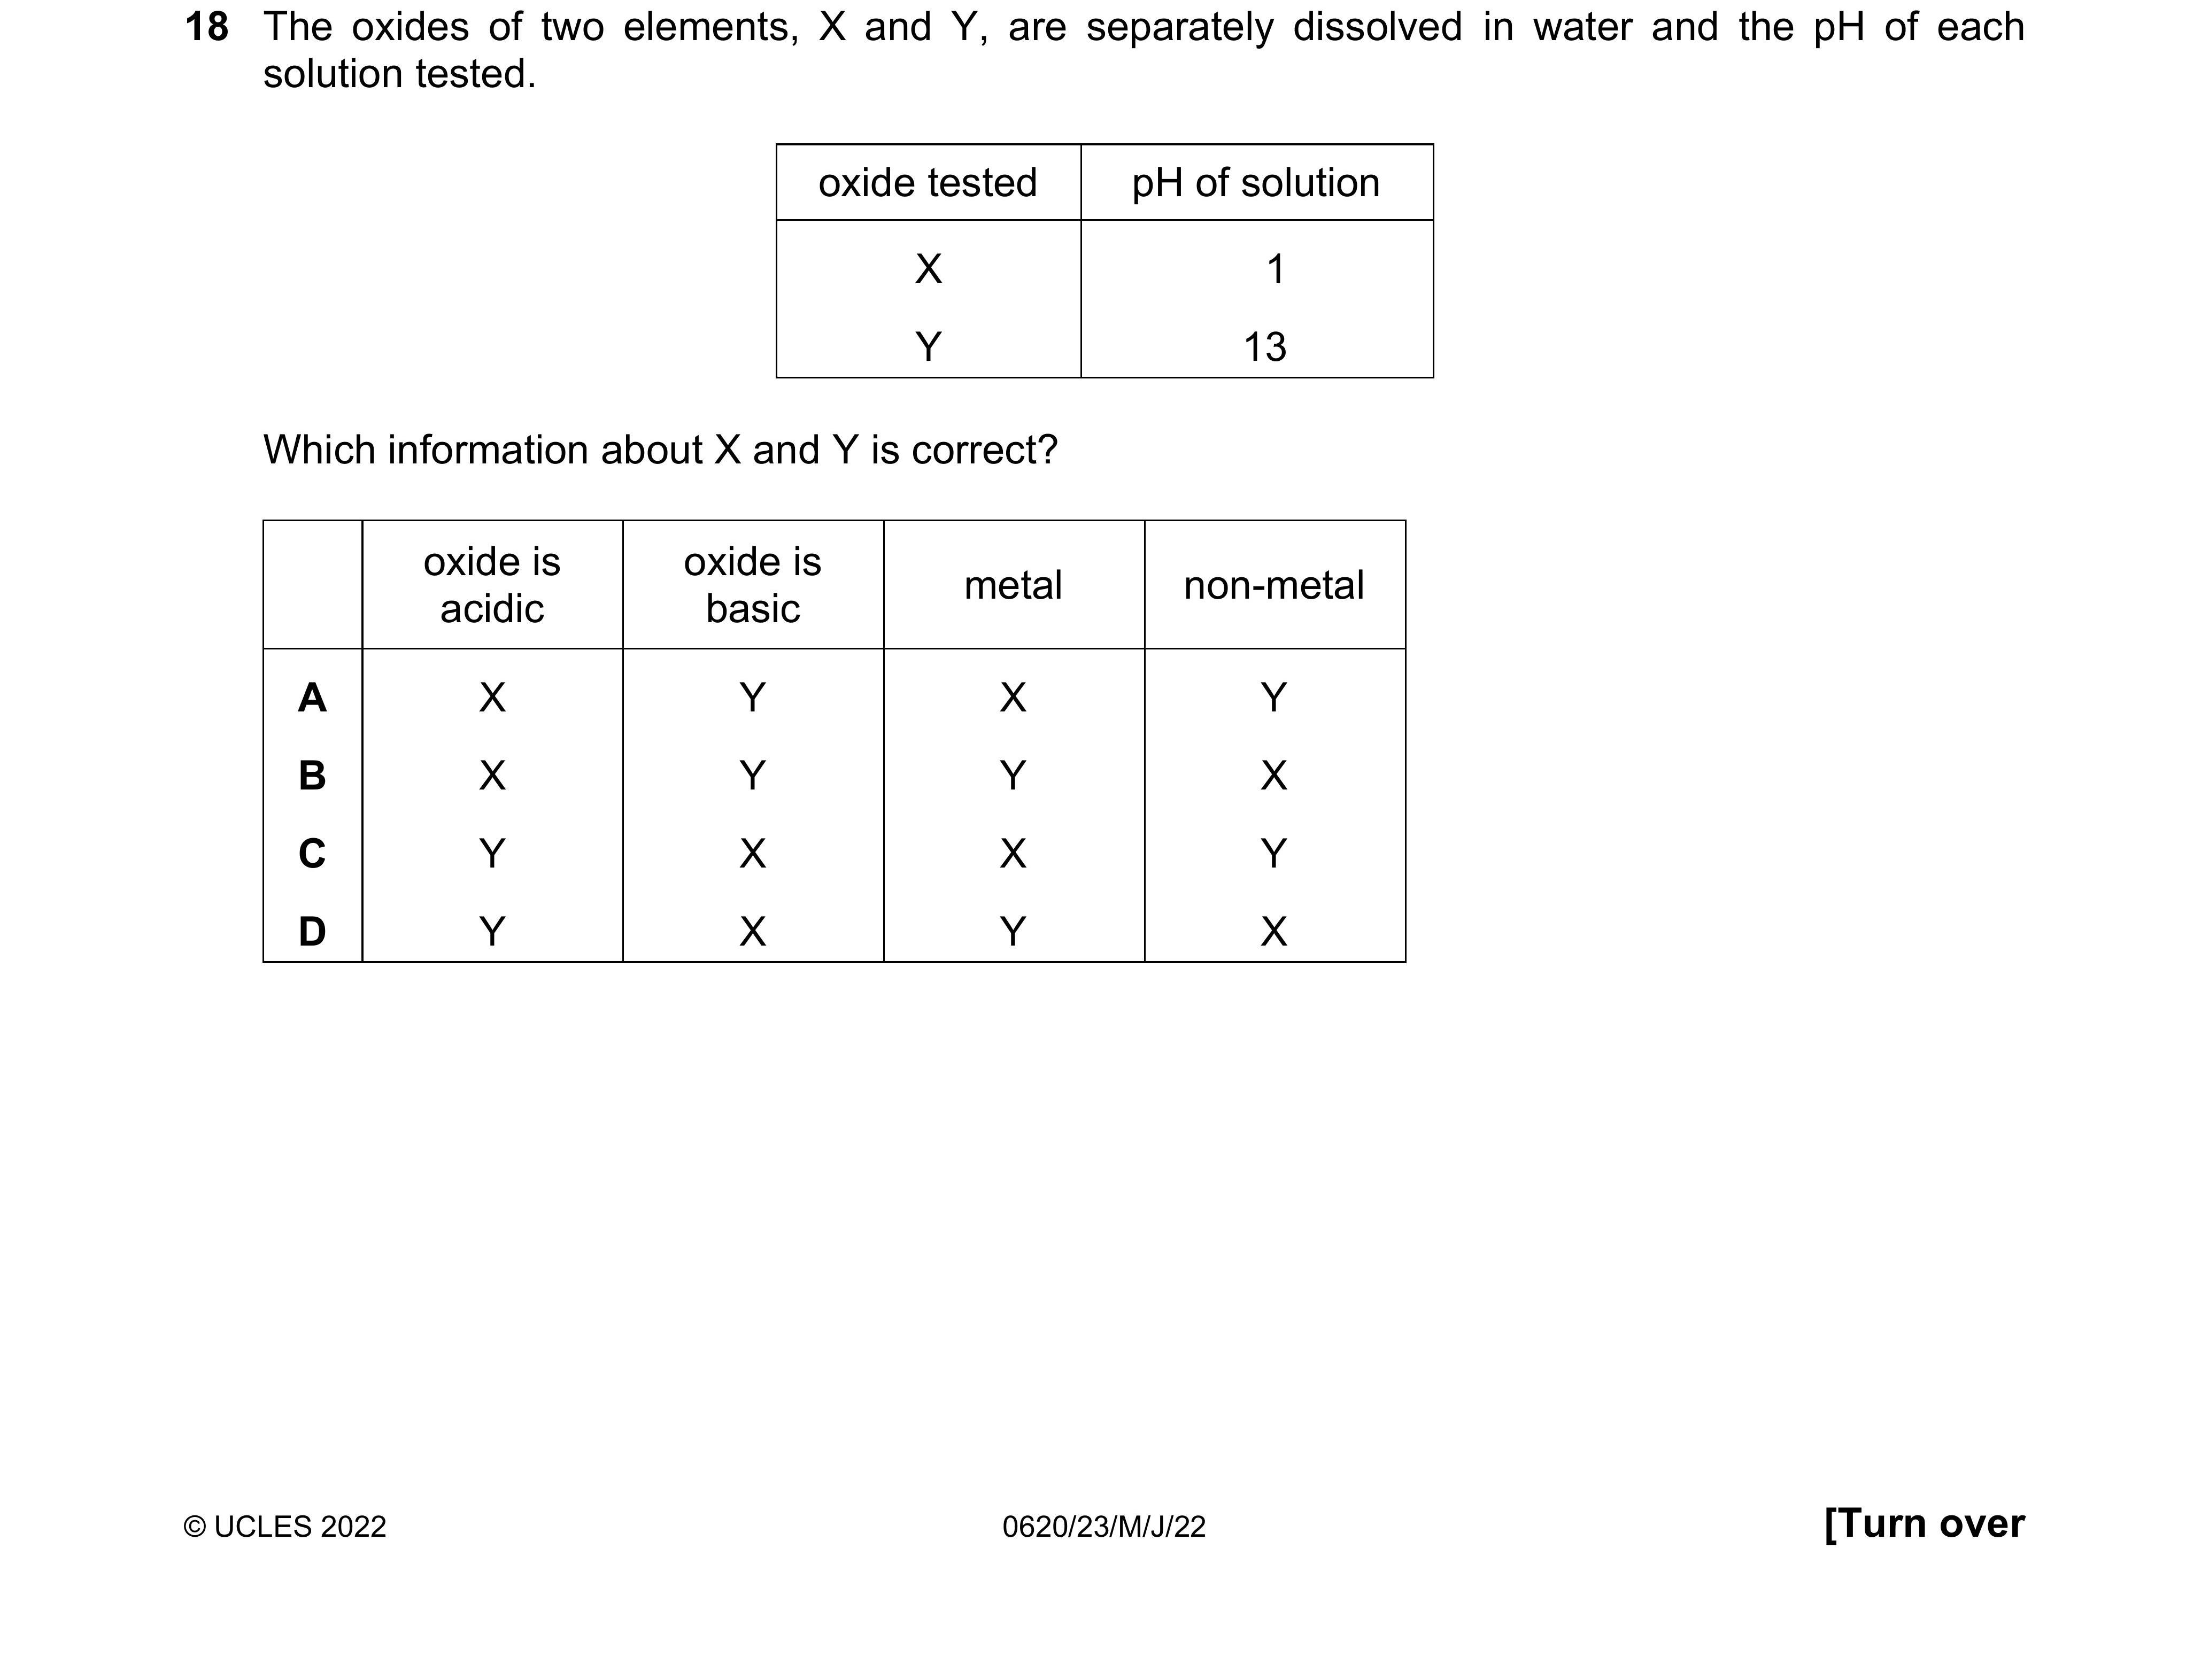 18 The oxides of two elements, X and Y, are separately dissolved in water and the pH of each
solution tested.
oxide tested pH of solution
X 1
Y 13
Which information about X and Y is correct?
oxide is acidic oxide is basic metal non-metal
A X Y X Y
B X Y Y X
C Y X X Y
D Y X Y X
© UCLES 2022 0620/23/M/J/22 [Turn over